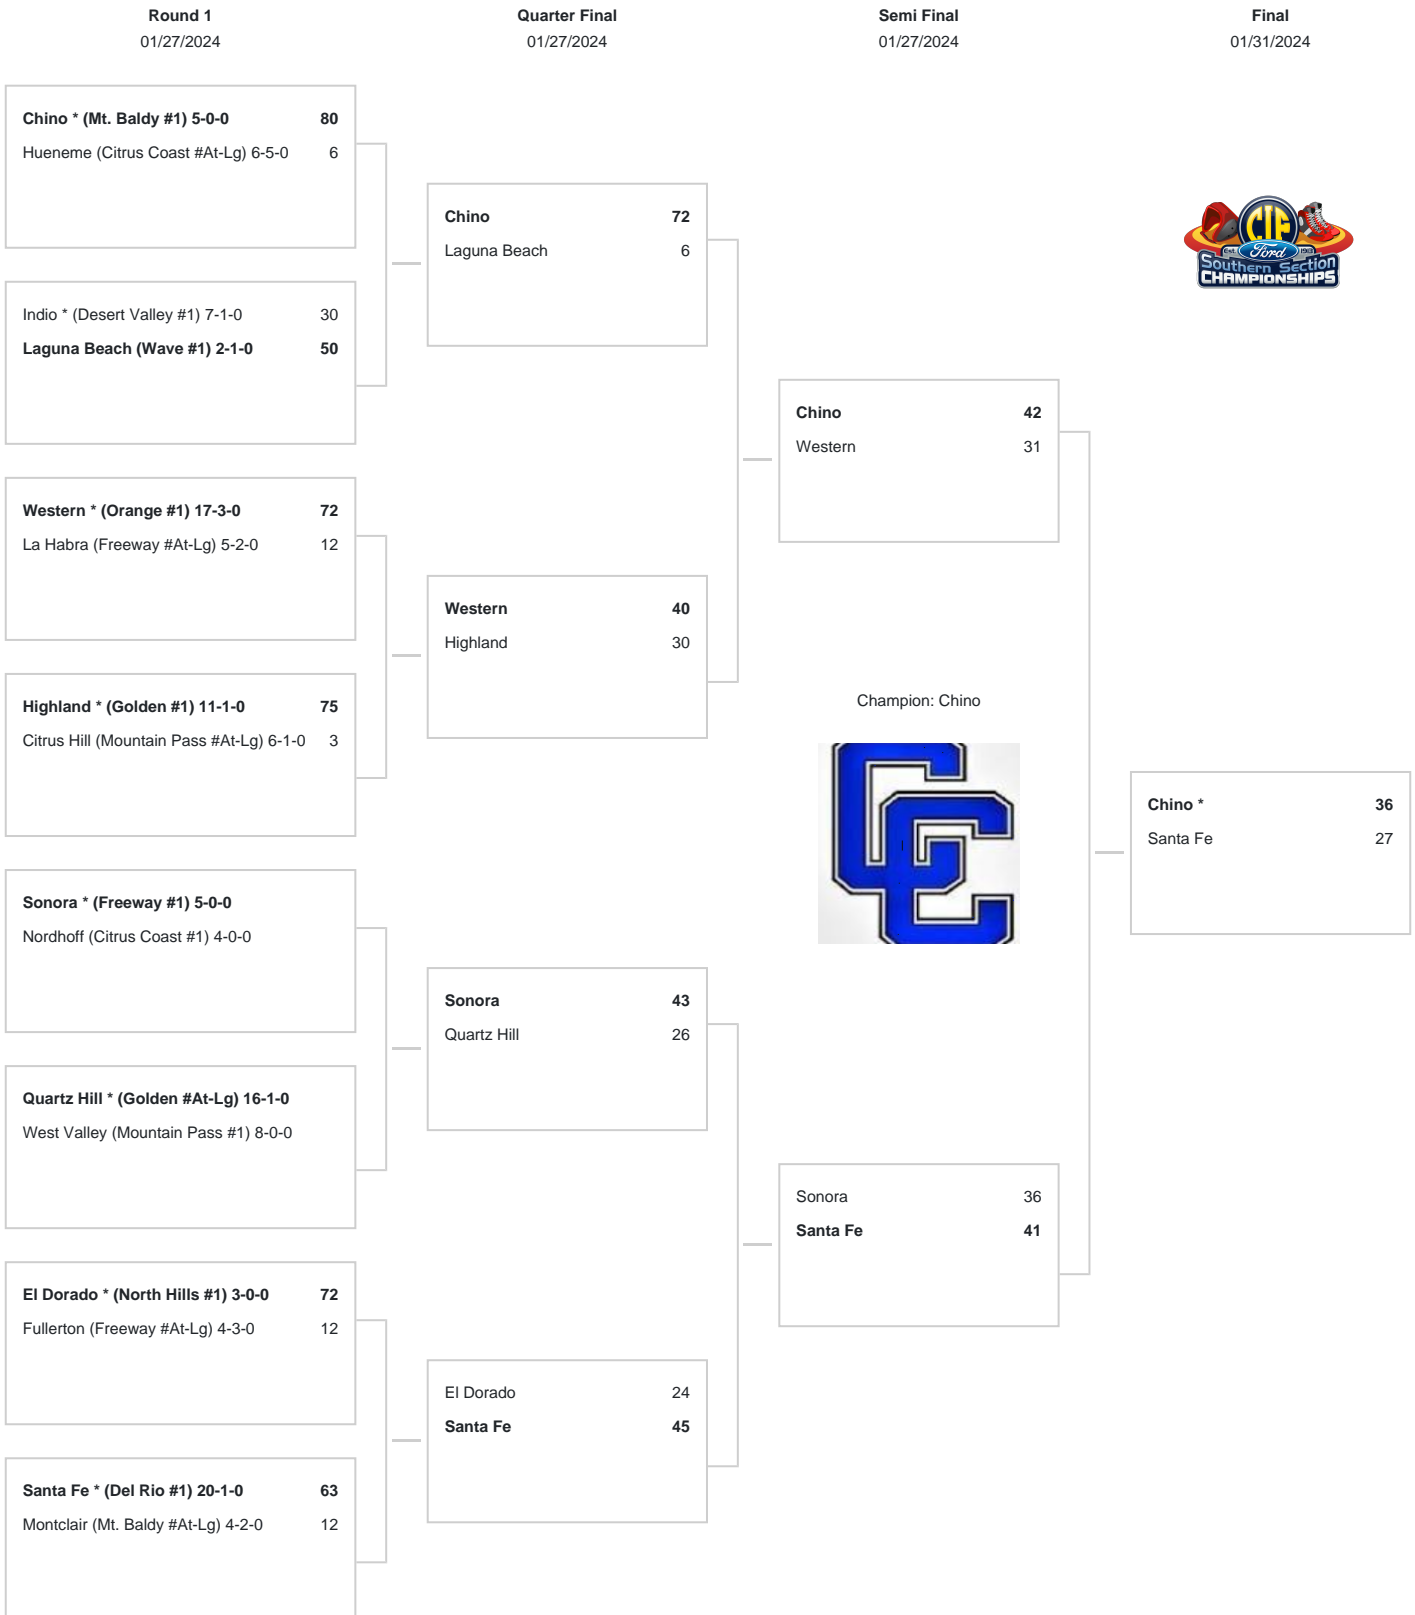 Round 1
01/27/2024
Quarter Final
01/27/2024
Semi Final
01/27/2024
Final
01/31/2024
Chino * (Mt. Baldy #1) 5-0-0 80
Hueneme (Citrus Coast #At-Lg) 6-5-0 6
Indio * (Desert Valley #1) 7-1-0 30
Laguna Beach (Wave #1) 2-1-0 50
Western * (Orange #1) 17-3-0 72
La Habra (Freeway #At-Lg) 5-2-0 12
Highland * (Golden #1) 11-1-0 75
Citrus Hill (Mountain Pass #At-Lg) 6-1-0 3
Sonora * (Freeway #1) 5-0-0
Nordhoff (Citrus Coast #1) 4-0-0
Quartz Hill * (Golden #At-Lg) 16-1-0
West Valley (Mountain Pass #1) 8-0-0
El Dorado * (North Hills #1) 3-0-0 72
Fullerton (Freeway #At-Lg) 4-3-0 12
Santa Fe * (Del Rio #1) 20-1-0 63
Montclair (Mt. Baldy #At-Lg) 4-2-0 12
Chino 72
Laguna Beach 6
Western 40
Highland 30
Sonora 43
Quartz Hill 26
El Dorado 24
Santa Fe 45
Chino 42
Western 31
Champion: Chino
CC
Sonora 36
Santa Fe 41
CIF
Est. Ford 1913
Southern Section
CHAMPIONSHIPS
Chino * 36
Santa Fe 27